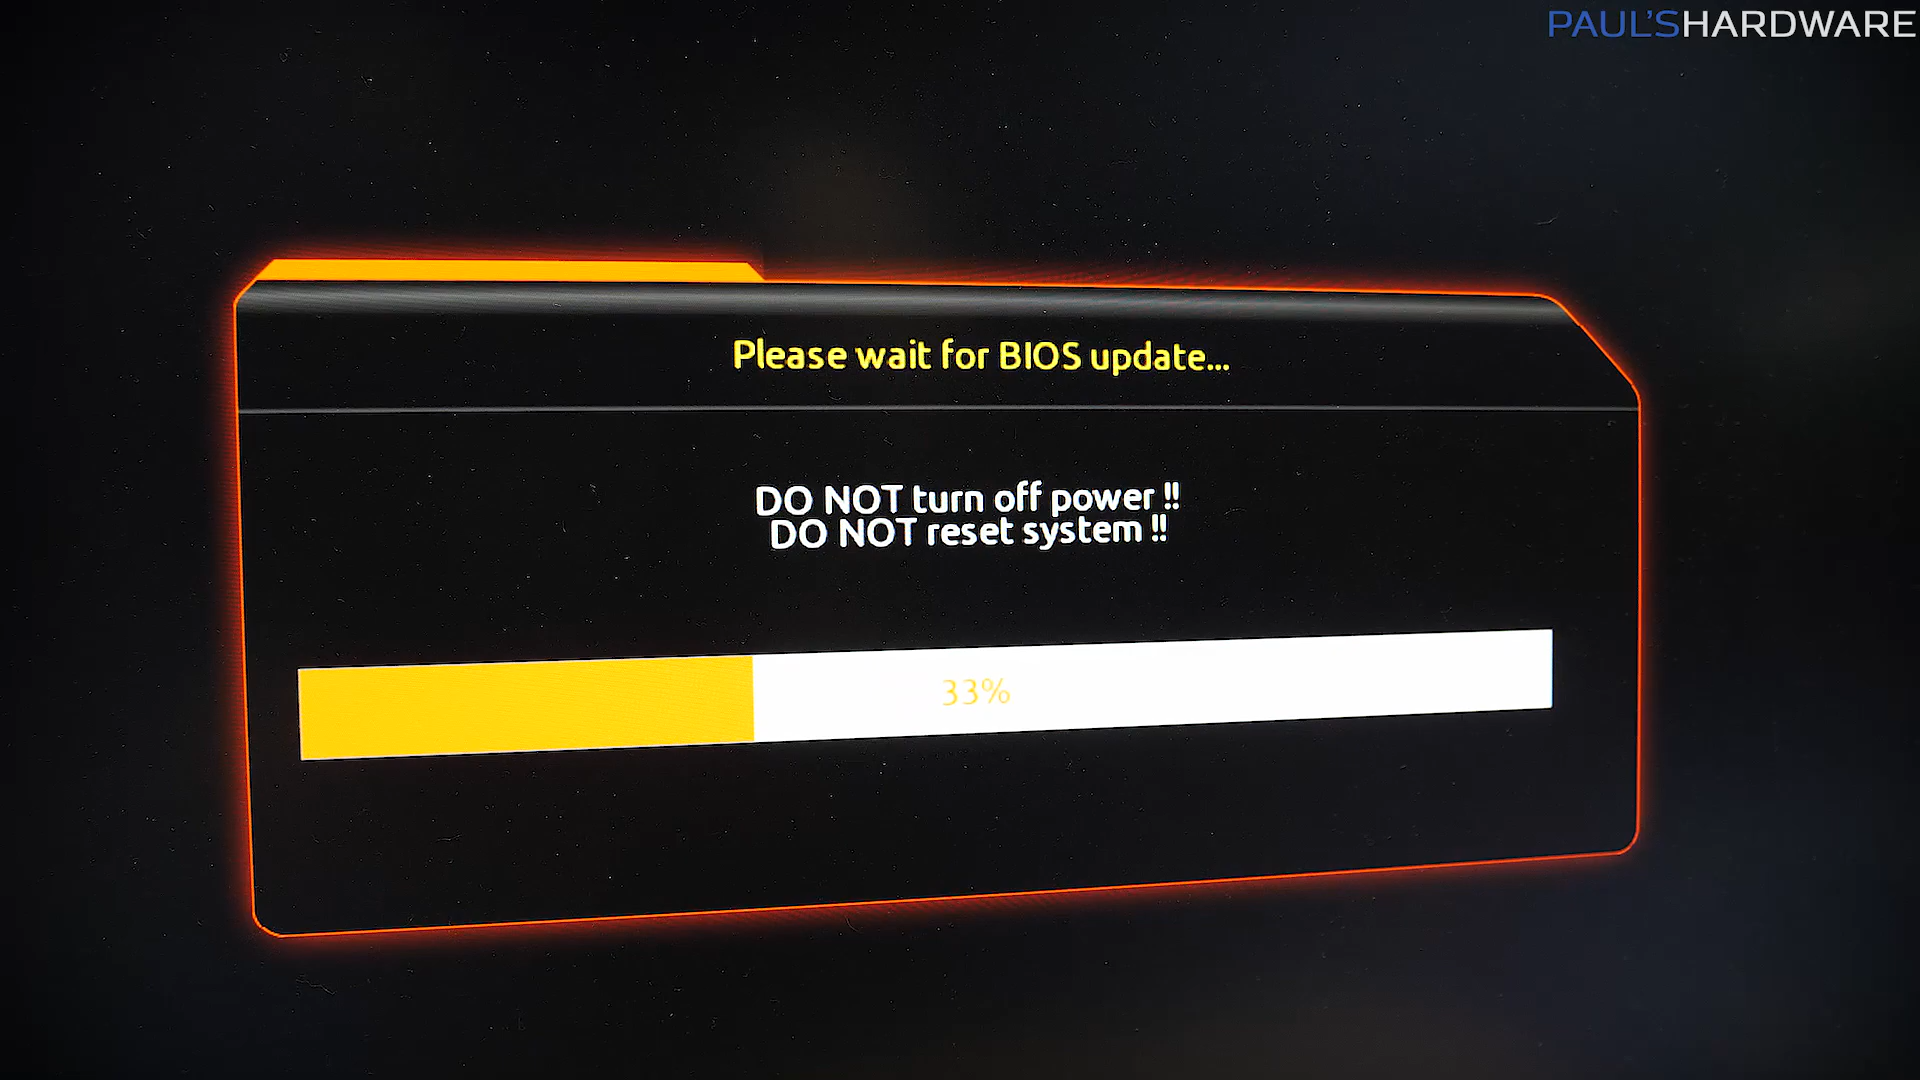 PAUL'SHARDWARE
Please wait for BIOS update...
DO NOT turn off power !!
DO NOT reset system !!
33%